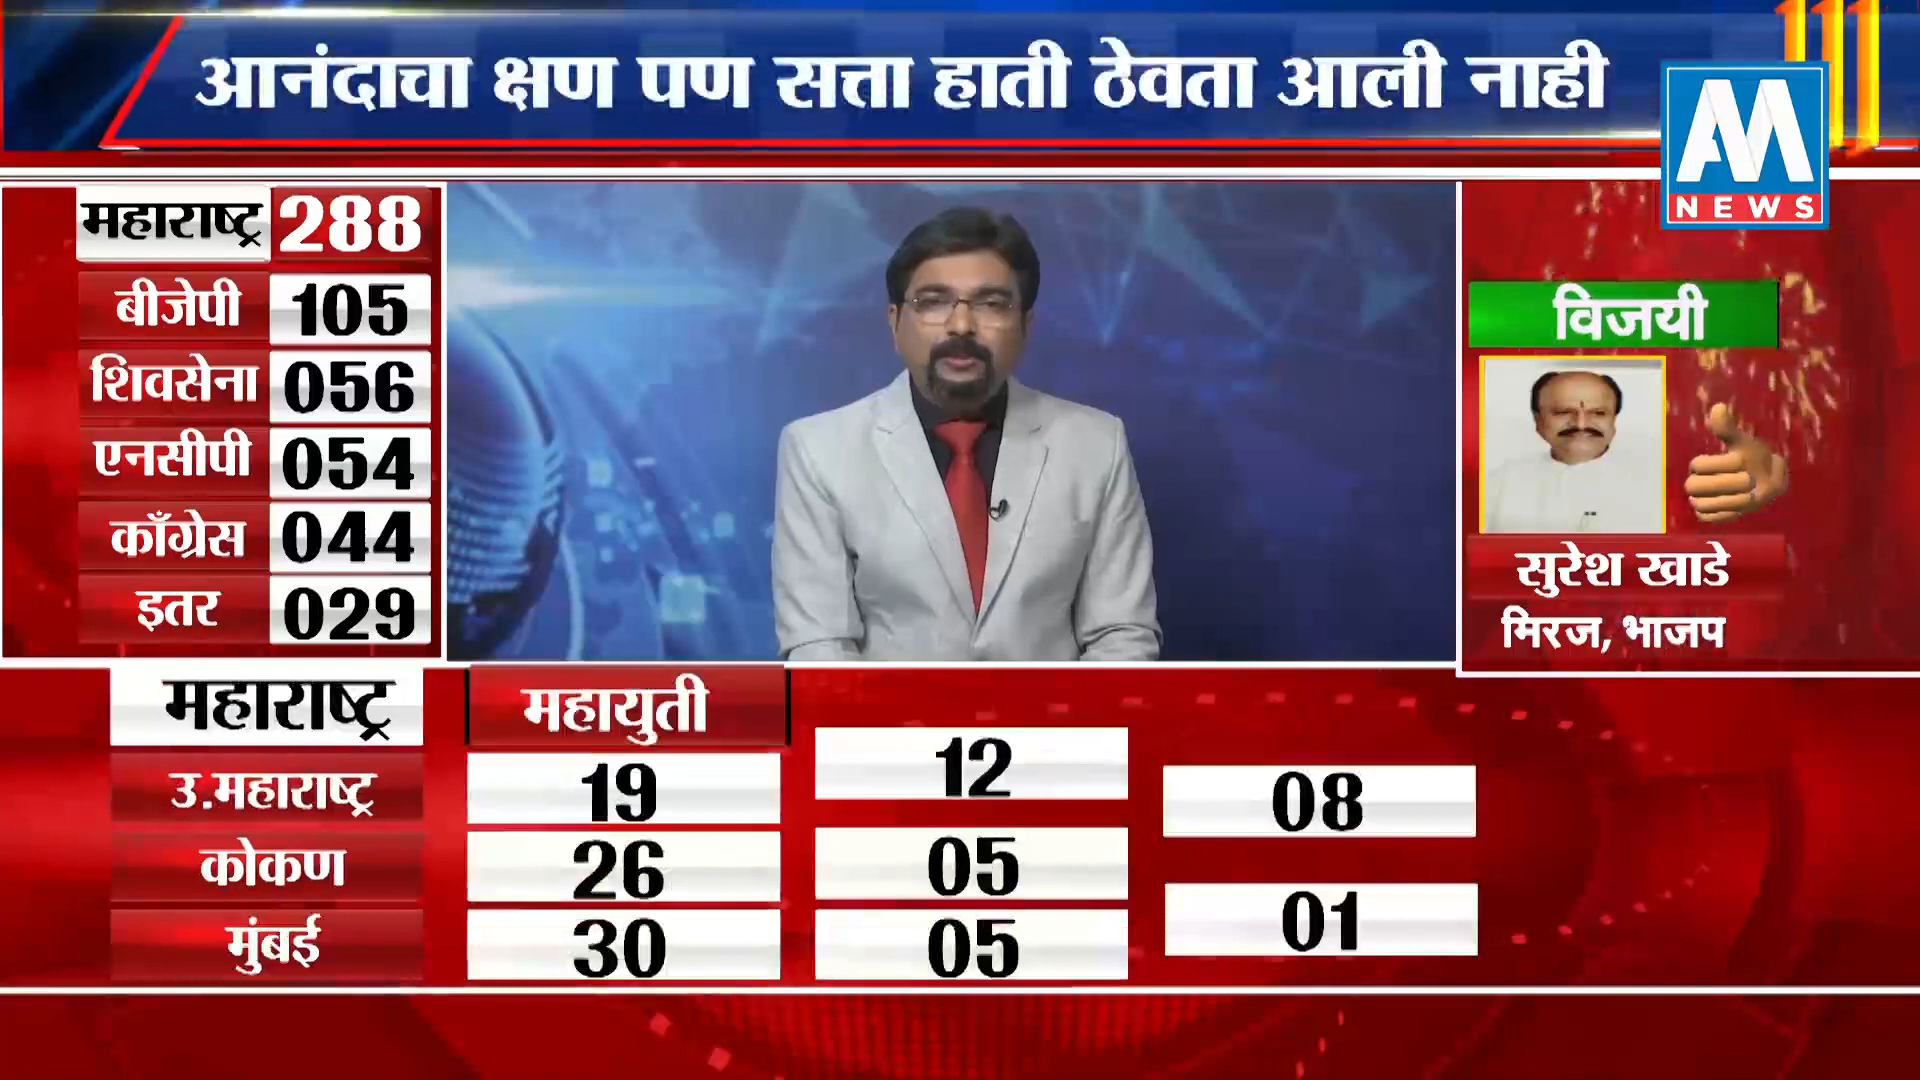 आनंदाचा क्षण पण सत्ता हाती ठेवता आली नाही
AM
NEWS
महाराष्ट्र 288
बीजेपी 105
शिवसेना 056
एनसीपी 054
काँग्रेस 044
इतर 029
विजयी
सुरेश खाडे
मिरज, भाजप
महाराष्ट्र महायुती
उ.महाराष्ट्र 19 12 08
कोकण 26 05 01
मुंबई 30 05